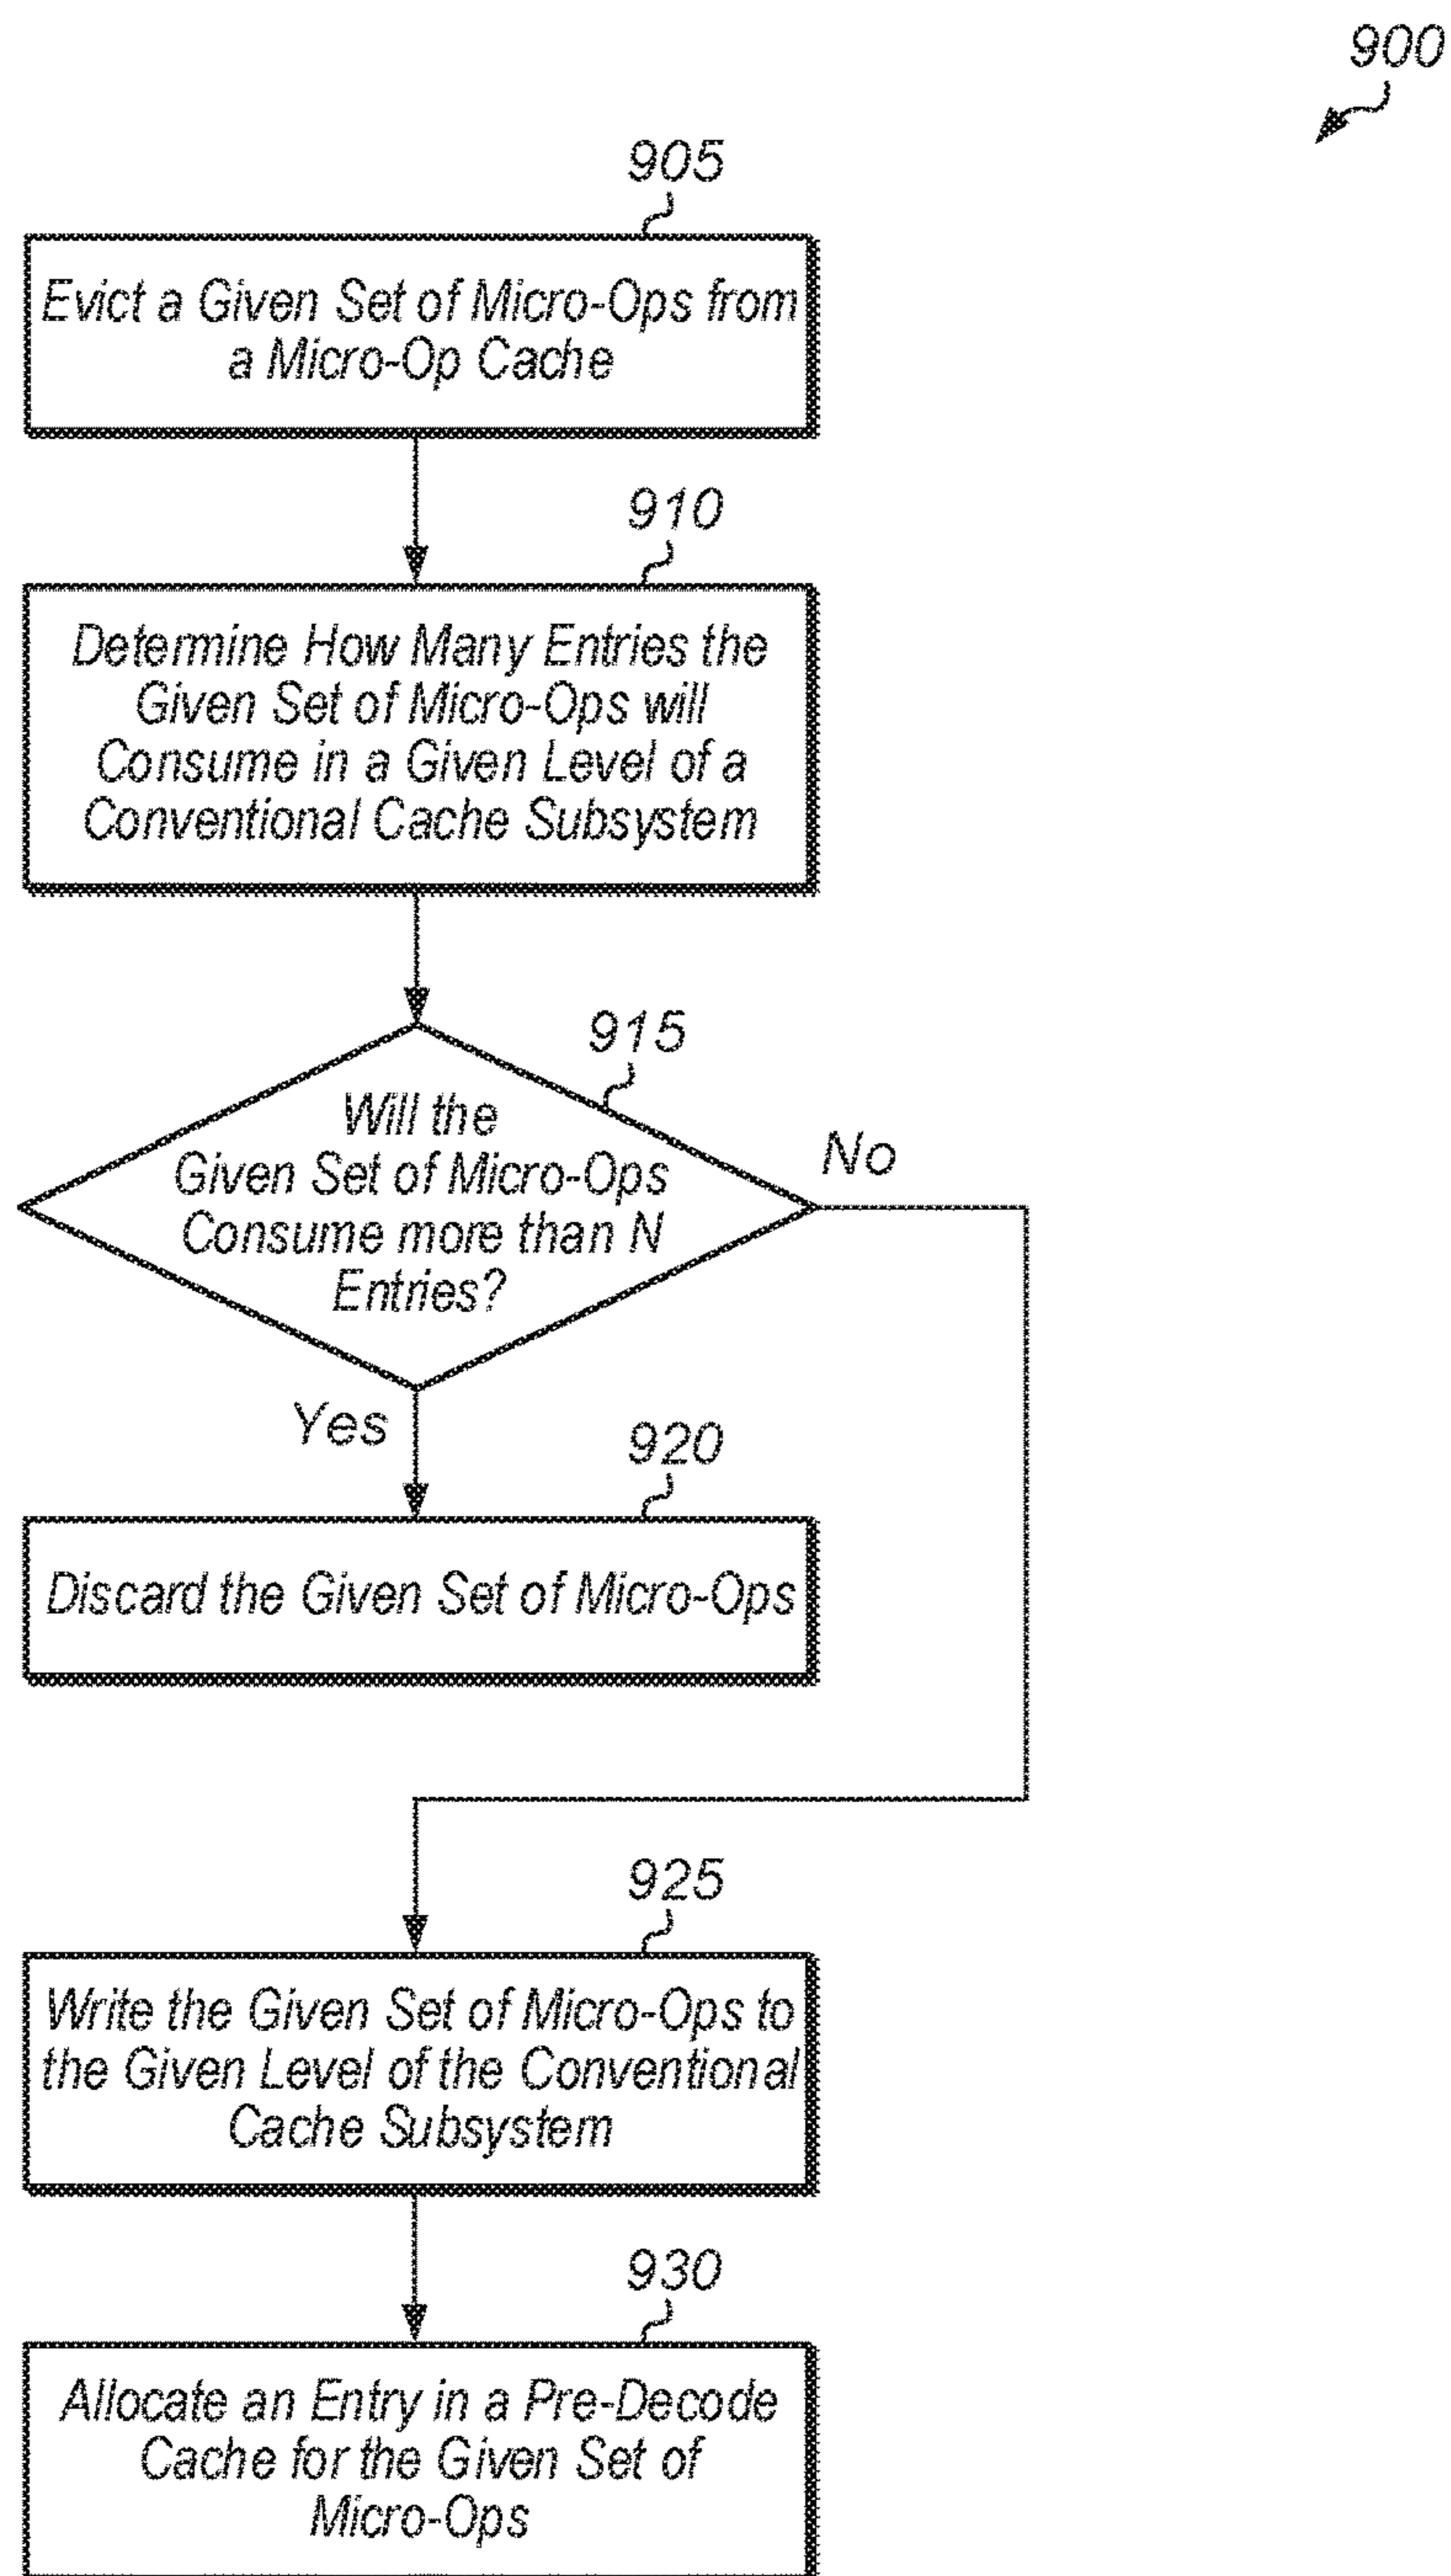 900
905
Evict a Given Set of Micro-Ops from
a Micro-Op Cache
910
Determine How Many Entries the
Given Set of Micro-Ops will
Consume in a Given Level of a
Conventional Cache Subsystem
915
Will the
Given Set of Micro-Ops
Consume more than N
Entries?
No
Yes
920
Discard the Given Set of Micro-Ops
925
Write the Given Set of Micro-Ops to
the Given Level of the Conventional
Cache Subsystem
930
Allocate an Entry in a Pre-Decode
Cache for the Given Set of
Micro-Ops